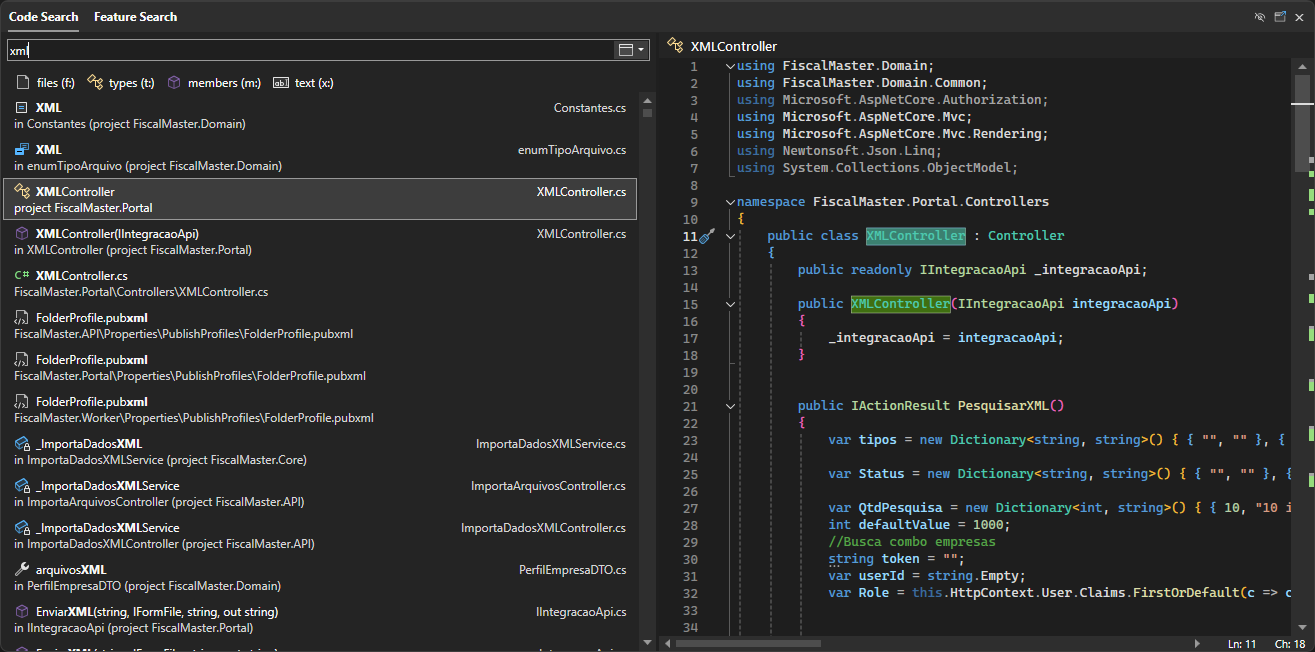 Code Search Feature Search
xml
files (f:) types (t:) members (m:) text (x:)
XML Constantes.cs
in Constantes (project FiscalMaster.Domain)
XML enumTipoArquivo.cs
in enumTipoArquivo (project FiscalMaster.Domain)
XMLController XMLController.cs
project FiscalMaster.Portal
XMLController(IIntegracaoApi) XMLController.cs
in XMLController (project FiscalMaster.Portal)
C# XMLController.cs
FiscalMaster.Portal\Controllers\XMLController.cs
FolderProfile.pubxml
FiscalMaster.API\Properties\PublishProfiles\FolderProfile.pubxml
FolderProfile.pubxml
FiscalMaster.Portal\Properties\PublishProfiles\FolderProfile.pubxml
FolderProfile.pubxml
FiscalMaster.Worker\Properties\PublishProfiles\FolderProfile.pubxml
_ImportaDadosXML ImportaDadosXMLService.cs
in ImportaDadosXMLService (project FiscalMaster.Core)
_ImportaDadosXMLService ImportaArquivosController.cs
in ImportaArquivosController (project FiscalMaster.API)
_ImportaDadosXMLService ImportaDadosXMLController.cs
in ImportaDadosXMLController (project FiscalMaster.API)
arquivosXML PerfilEmpresaDTO.cs
in PerfilEmpresaDTO (project FiscalMaster.Domain)
EnviarXML(string, IFormFile, string, out string) IIntegracaoApi.cs
in IIntegracaoApi (project FiscalMaster.Portal)
XMLController
1 using FiscalMaster.Domain;
2 using FiscalMaster.Domain.Common;
3 using Microsoft.AspNetCore.Authorization;
4 using Microsoft.AspNetCore.Mvc;
5 using Microsoft.AspNetCore.Mvc.Rendering;
6 using Newtonsoft.Json.Linq;
7 using System.Collections.ObjectModel;
8
9 namespace FiscalMaster.Portal.Controllers
10 {
11 public class XMLController : Controller
12 {
13 public readonly IIntegracaoApi _integracaoApi;
14
15 public XMLController(IIntegracaoApi integracaoApi)
16 {
17 _integracaoApi = integracaoApi;
18 }
19
20
21 public IActionResult PesquisarXML()
22 {
23 var tipos = new Dictionary<string, string>() { { "", "" }, {
24
25 var Status = new Dictionary<string, string>() { { "", "" }, {
26
27 var QtdPesquisa = new Dictionary<int, string>() { { 10, "10 i
28 int defaultValue = 1000;
29 //Busca combo empresas
30 string token = "";
31 var userId = string.Empty;
32 var Role = this.HttpContext.User.Claims.FirstOrDefault(c => c
33
34
Ln: 11 Ch: 18